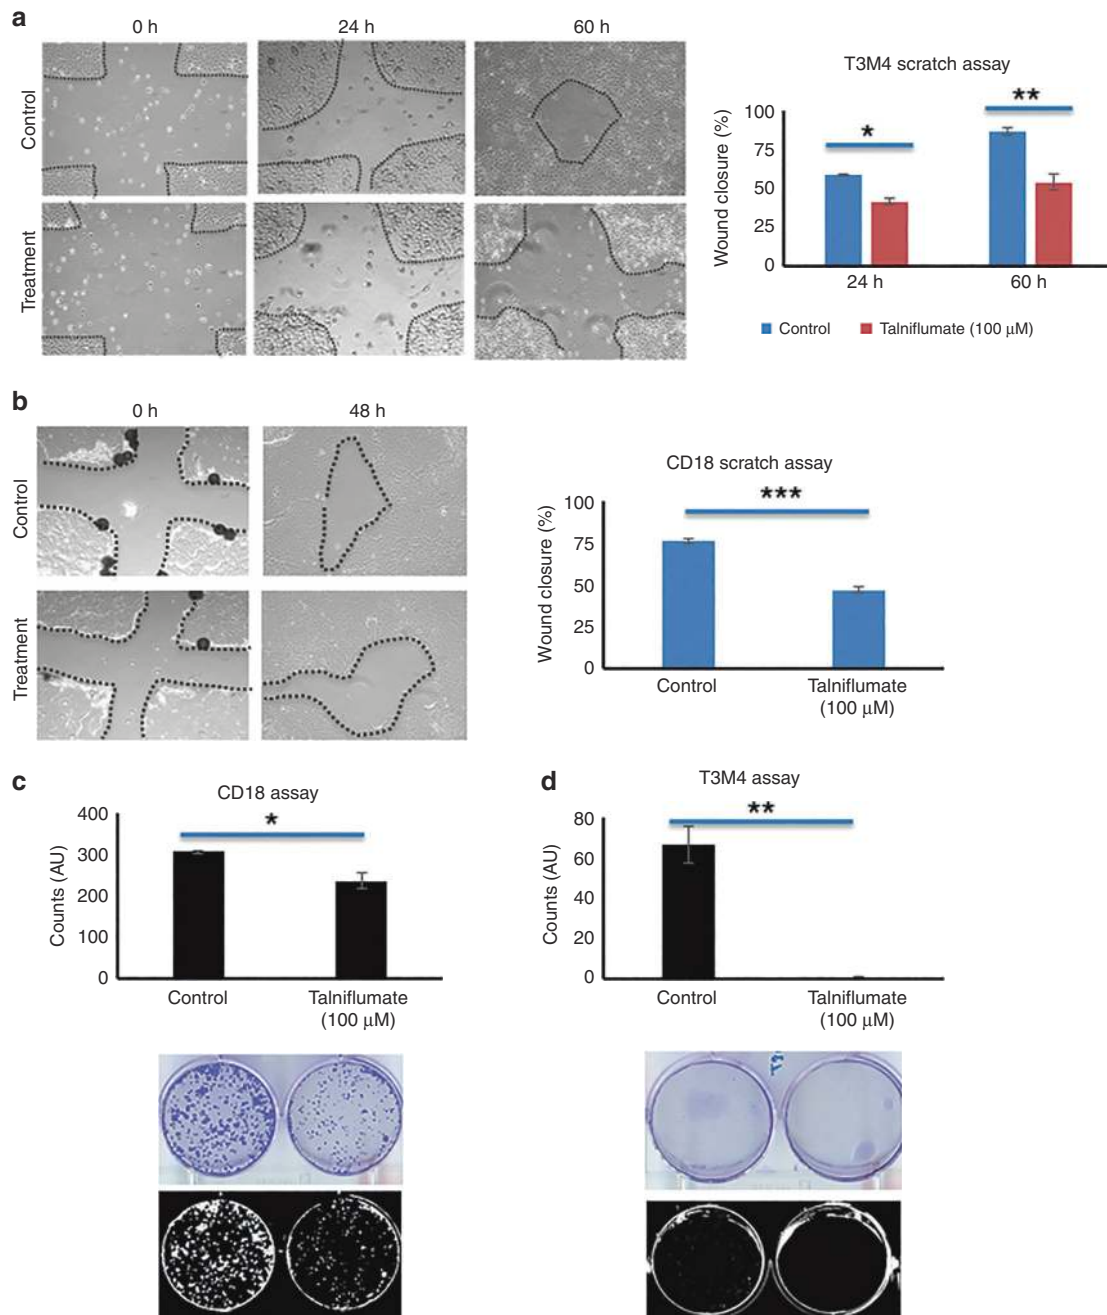 a
0 h
24 h
60 h
Control
Treatment
T3M4 scratch assay
Wound closure (%)
100
75
50
25
0
*
**
24 h
60 h
Control
Talniflumate (100 μM)
b
0 h
48 h
Control
Treatment
CD18 scratch assay
Wound closure (%)
100
75
50
25
0
***
Control
Talniflumate
(100 μM)
c
CD18 assay
Counts (AU)
400
300
200
100
0
*
Control
Talniflumate
(100 μM)
d
T3M4 assay
Counts (AU)
80
60
40
20
0
**
Control
Talniflumate
(100 μM)